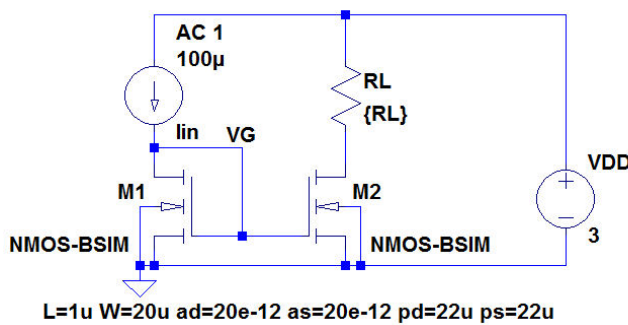 AC 1
100µ
Iin
VG
RL
{RL}
VDD
3
M1
M2
NMOS-BSIM
NMOS-BSIM
L=1u W=20u ad=20e-12 as=20e-12 pd=22u ps=22u